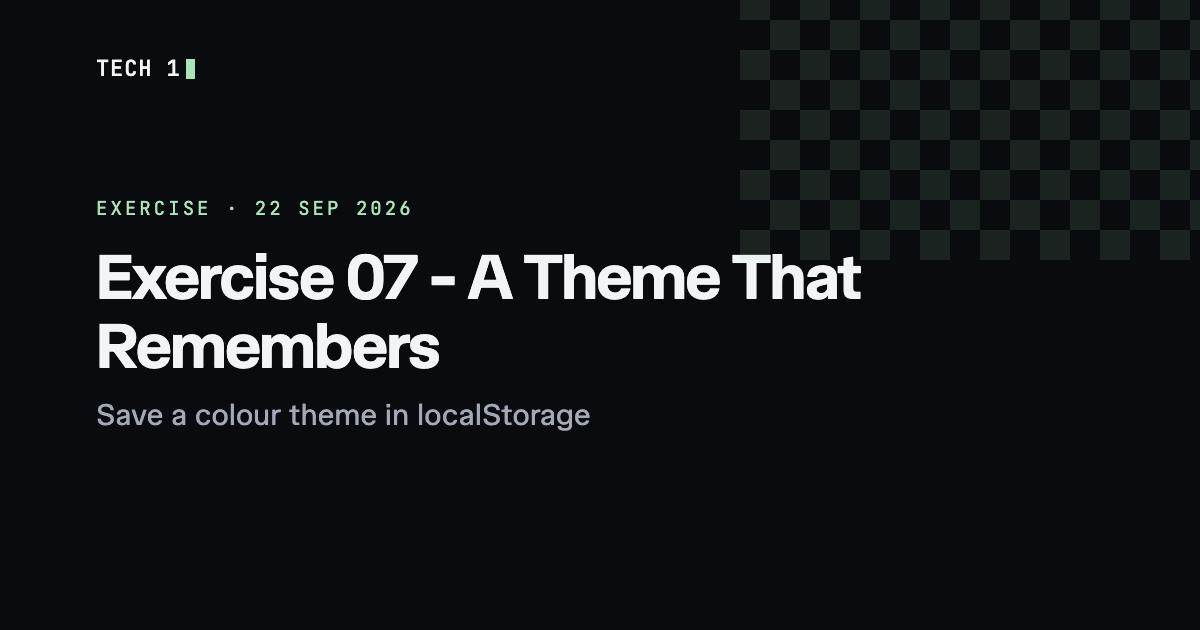 TECH 1
EXERCISE · 22 SEP 2026
Exercise 07 - A Theme That
Remembers
Save a colour theme in localStorage